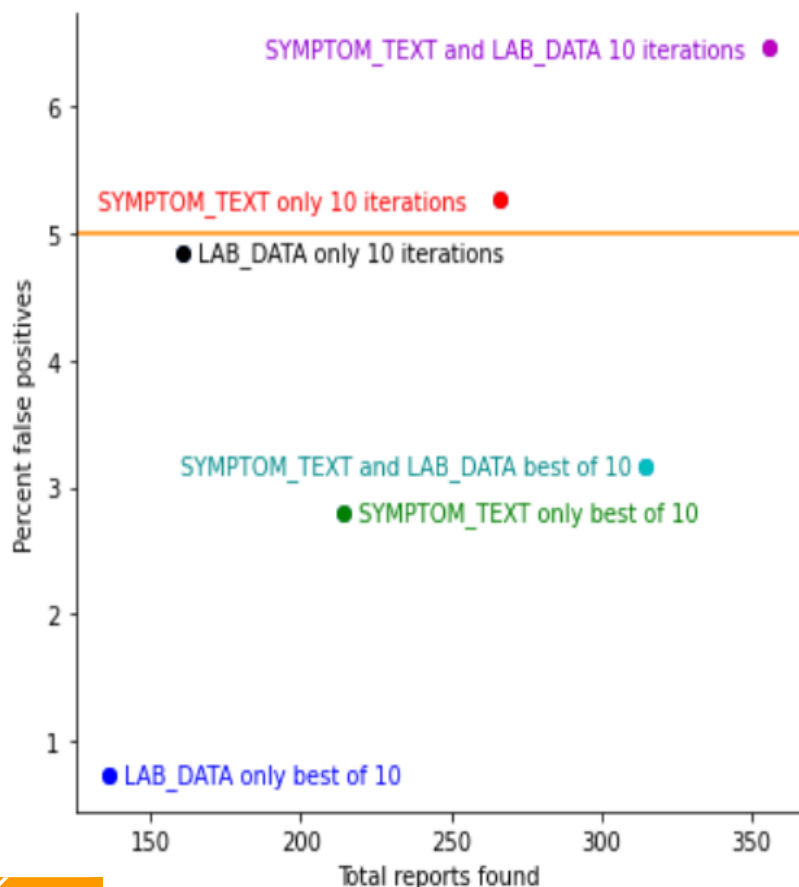 SYMPTOM_TEXT and LAB_DATA 10 iterations
6
SYMPTOM_TEXT only 10 iterations
5
LAB_DATA only 10 iterations
Percent false positives
4
SYMPTOM_TEXT and LAB_DATA best of 10
3
SYMPTOM_TEXT only best of 10
2
1
LAB_DATA only best of 10
150 200 250 300 350
Total reports found